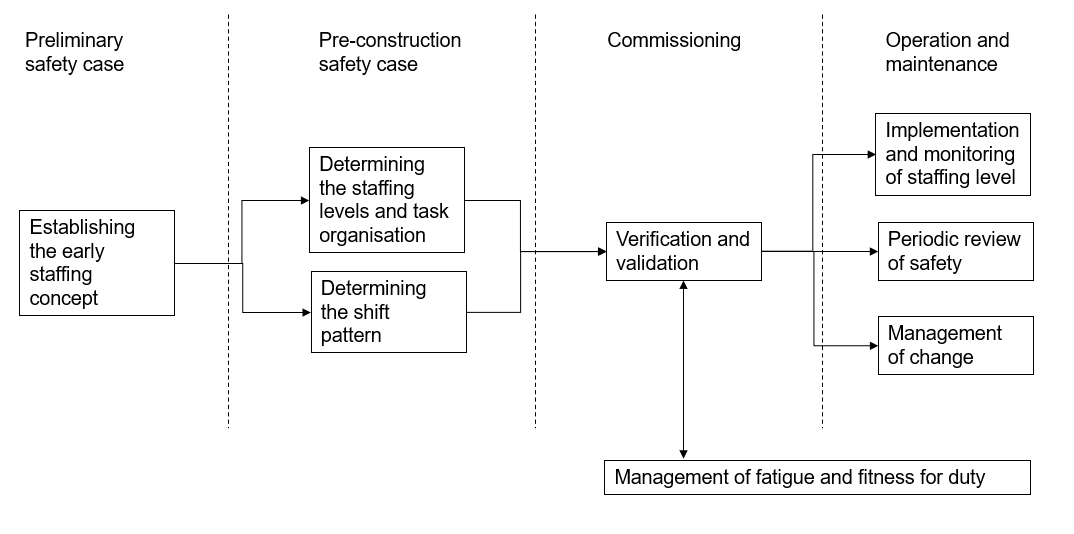 Preliminary
safety case
Pre-construction
safety case
Commissioning
Operation and
maintenance
Establishing
the early
staffing
concept
Determining
the staffing
levels and task
organisation
Determining
the shift
pattern
Verification and
validation
Implementation
and monitoring
of staffing level
Periodic review
of safety
Management
of change
Management of fatigue and fitness for duty